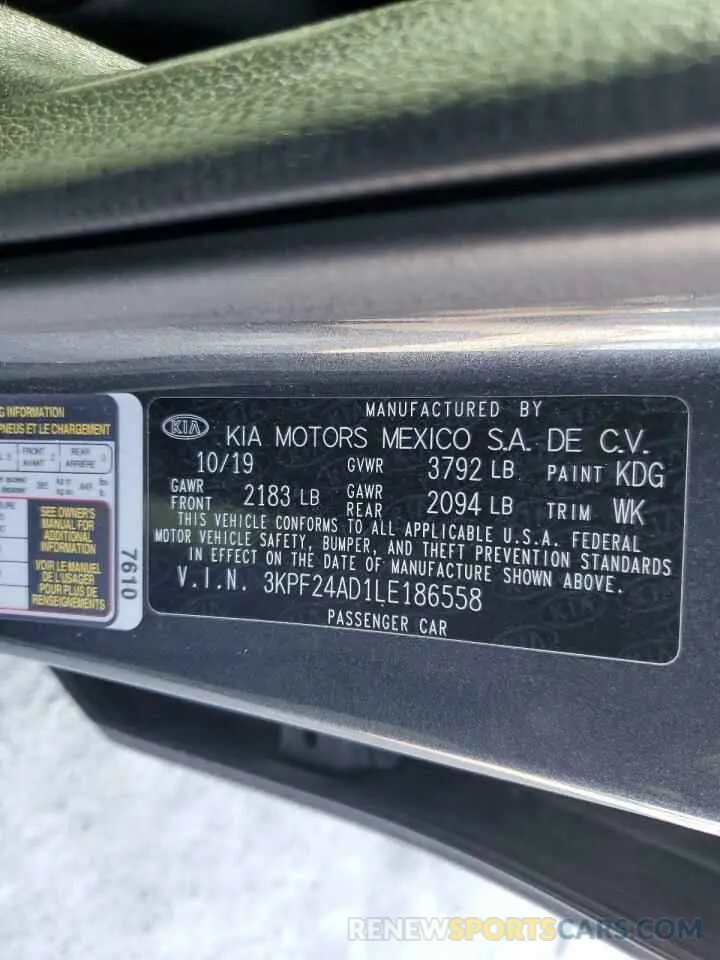 G INFORMATION
PNEUS ET LE CHARGEMENT
FRONT
AVANT
REAR
ARRIÈRE
SEE OWNER'S
MANUAL FOR
ADDITIONAL
INFORMATION
VOIR LE MANUEL
DE L'USAGER
POUR PLUS DE
RENSEIGNEMENTS
7610
MANUFACTURED BY
KIA KIA MOTORS MEXICO S.A. DE C.V.
10/19 GVWR 3792 LB PAINT KDG
GAWR FRONT 2183 LB GAWR REAR 2094 LB TRIM WK
THIS VEHICLE CONFORMS TO ALL APPLICABLE U.S.A. FEDERAL
MOTOR VEHICLE SAFETY, BUMPER, AND THEFT PREVENTION STANDARDS
IN EFFECT ON THE DATE OF MANUFACTURE SHOWN ABOVE.
V.I.N. 3KPF24AD1LE186558
PASSENGER CAR
RENEWSPORTSCARS.COM